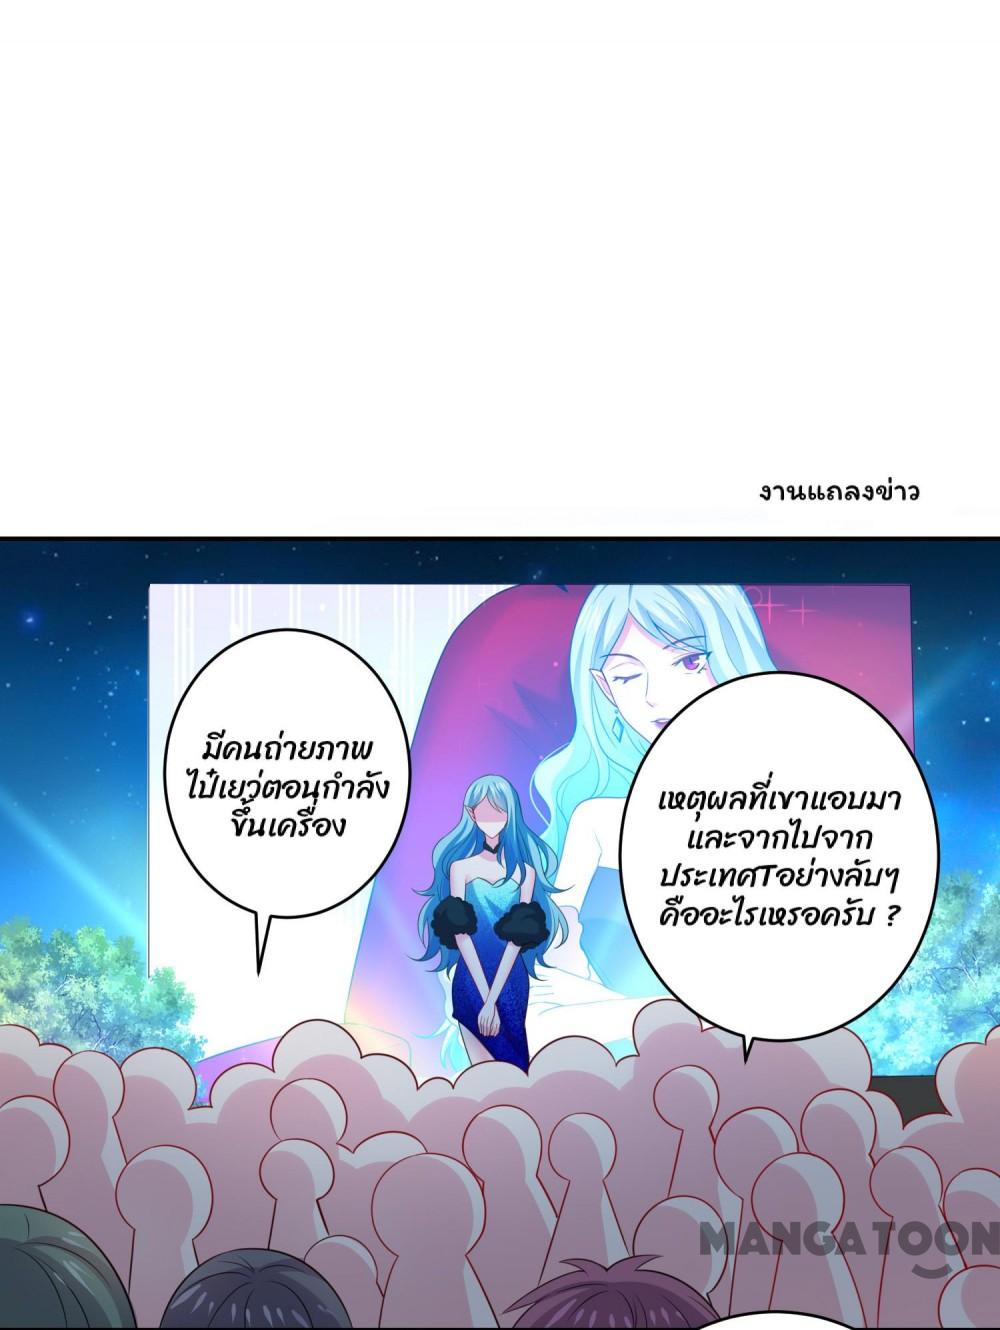 งานแถลงข่าว
มีคนถ่ายภาพ
ไป๋เยว่ตอนกำลัง
ขึ้นเครื่อง
เหตุผลที่เขาแอบมา
และจากไปจาก
ประเทศTอย่างลับๆ
คืออะไรเหรอครับ ?
MANGATOON